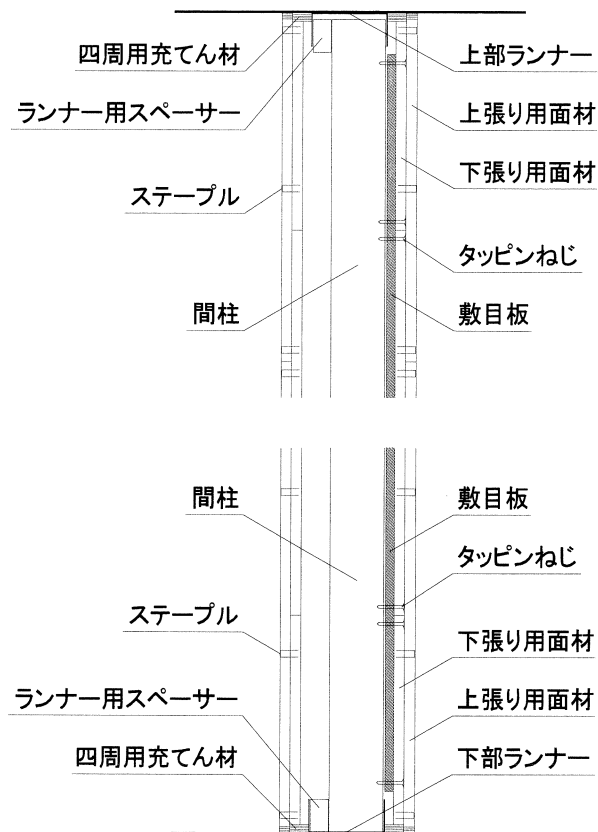 四周用充てん材
上部ランナー
ランナー用スペーサー
上張り用面材
下張り用面材
ステープル
タッピンねじ
間柱
敷目板
間柱
敷目板
タッピンねじ
ステープル
下張り用面材
ランナー用スペーサー
上張り用面材
四周用充てん材
下部ランナー